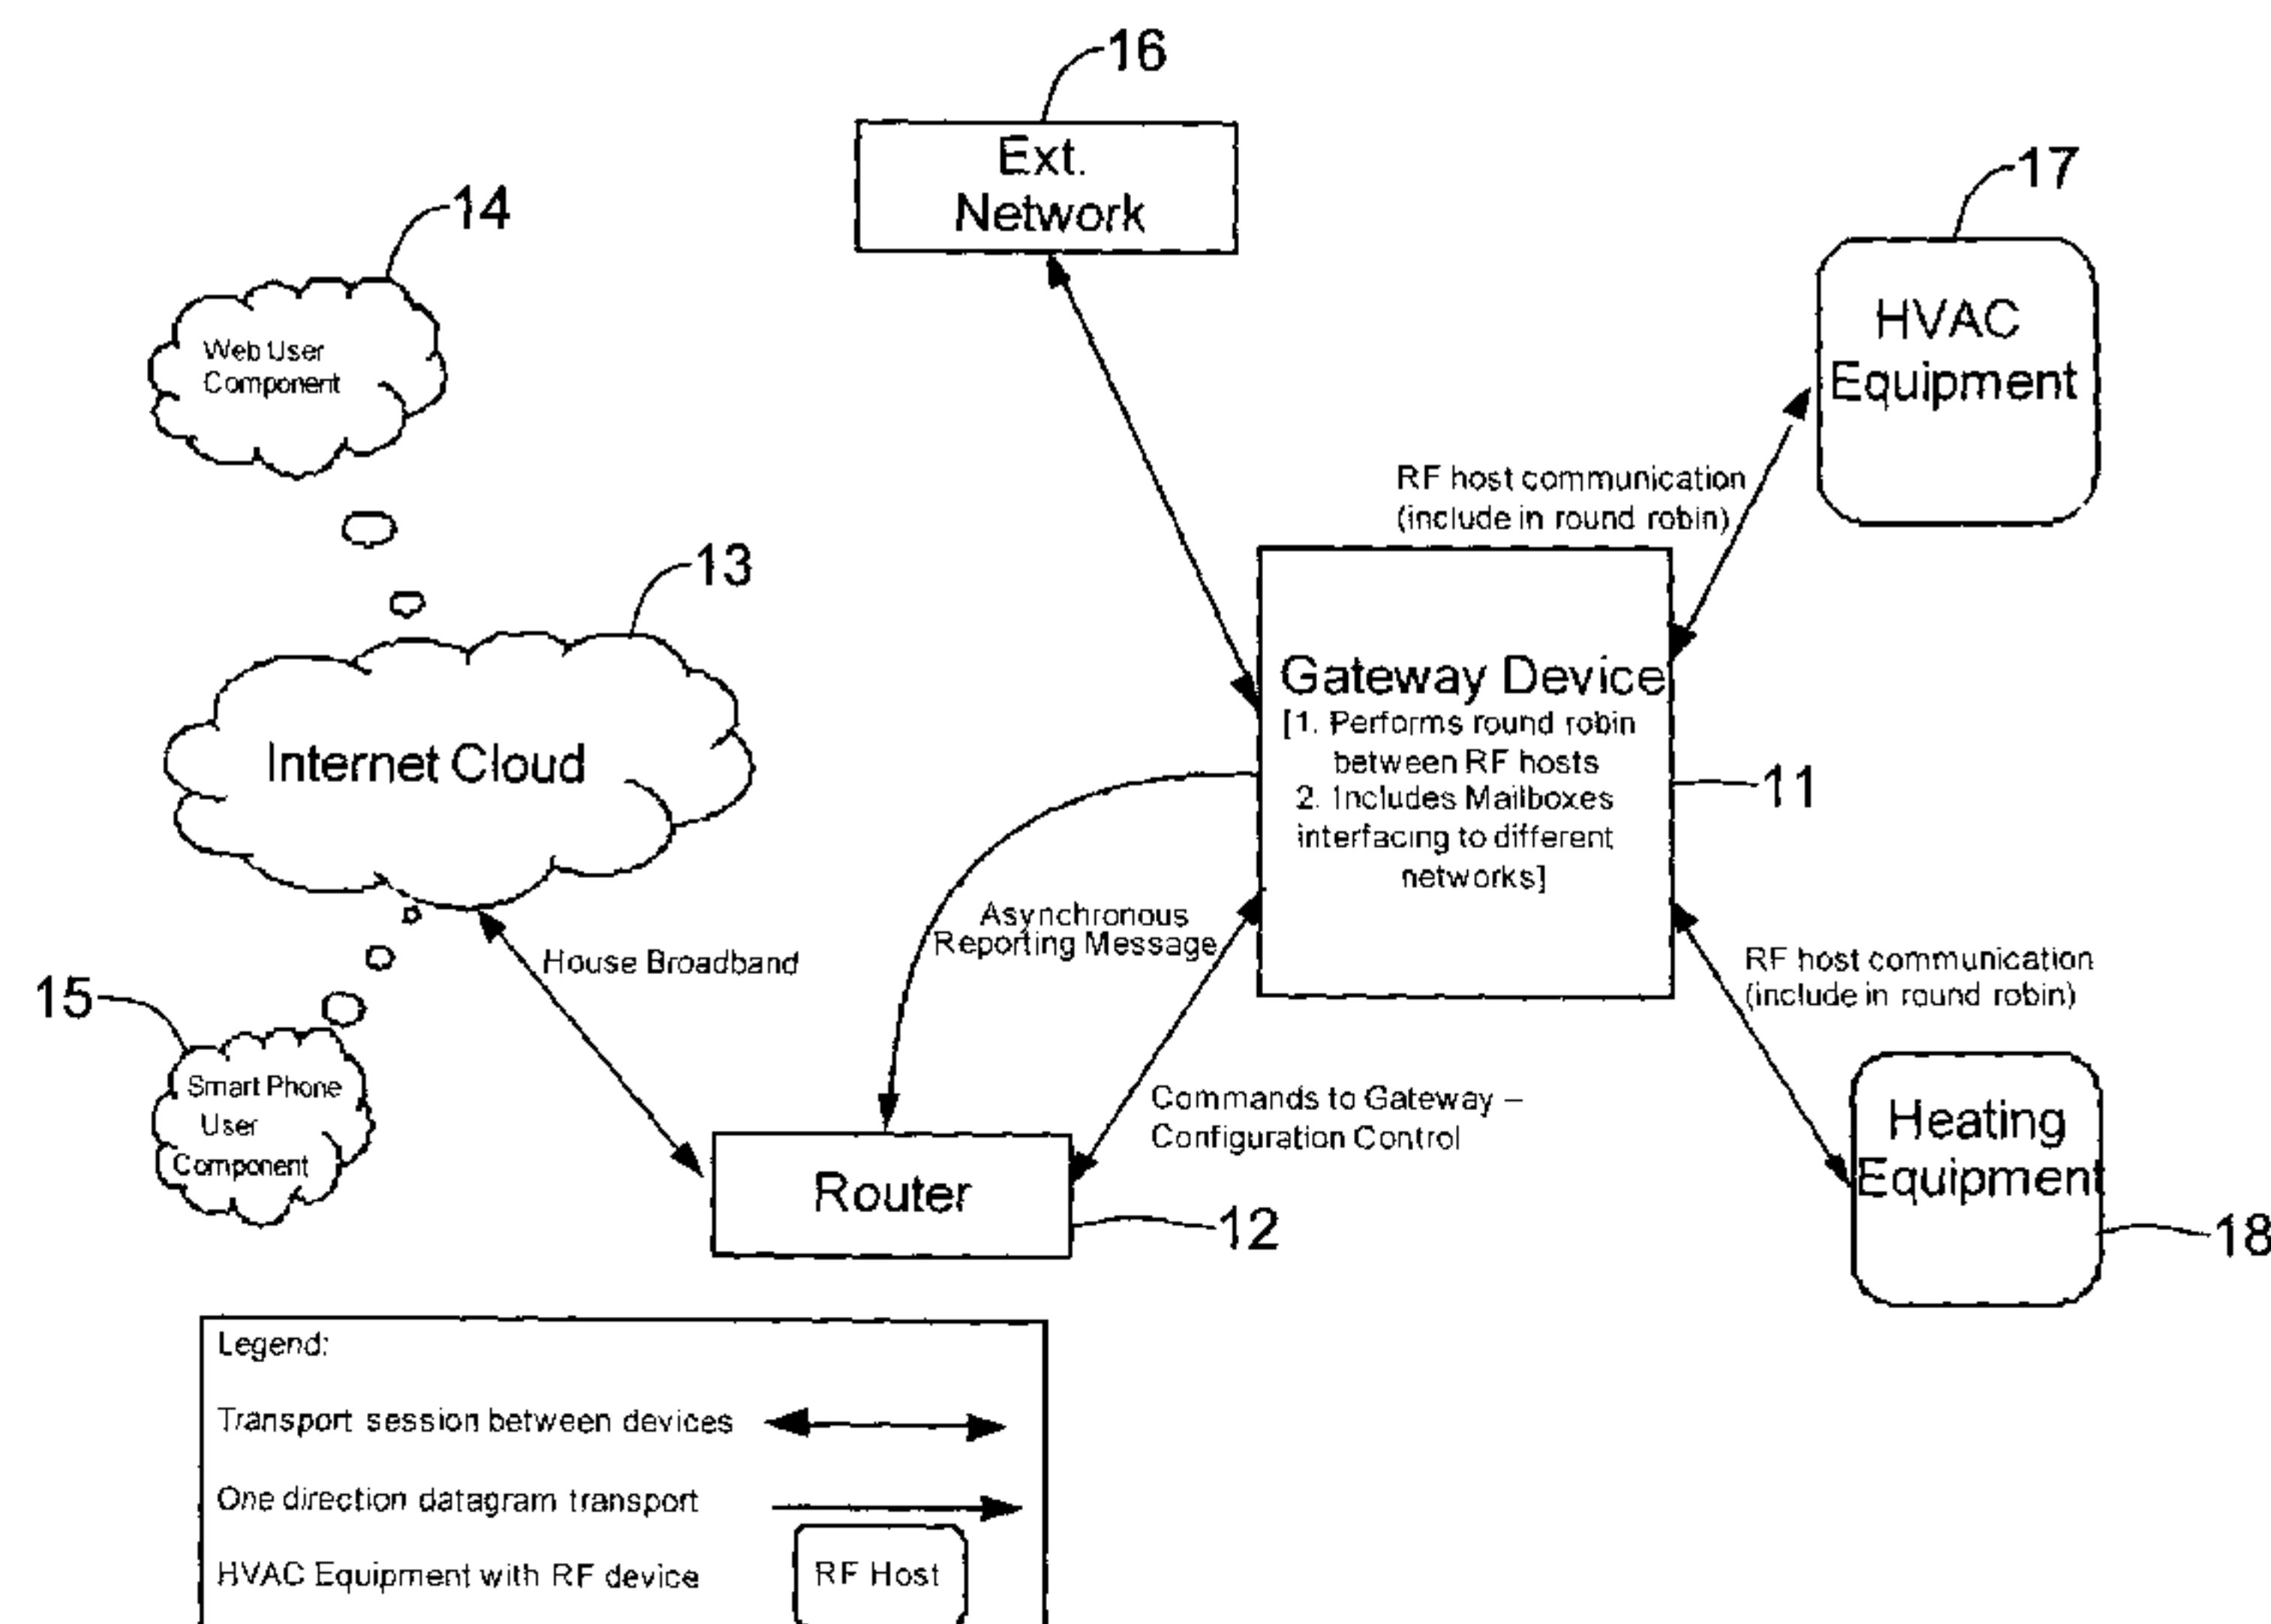 16
Ext.
Network
17
14
HVAC
Equipment
Web User
Component
RF host communication
(include in round robin)
13
Gateway Device
[1. Performs round robin
between RF hosts
2. Includes Mailboxes
interfacing to different
networks]
11
Internet Cloud
Asynchronous
Reporting Message
House Broadband
RF host communication
(include in round robin)
15
Smart Phone
User
Component
Commands to Gateway –
Configuration Control
Heating
Equipment
Router
12
18
Legend:
Transport session between devices
One direction datagram transport
HVAC Equipment with RF device
RF Host